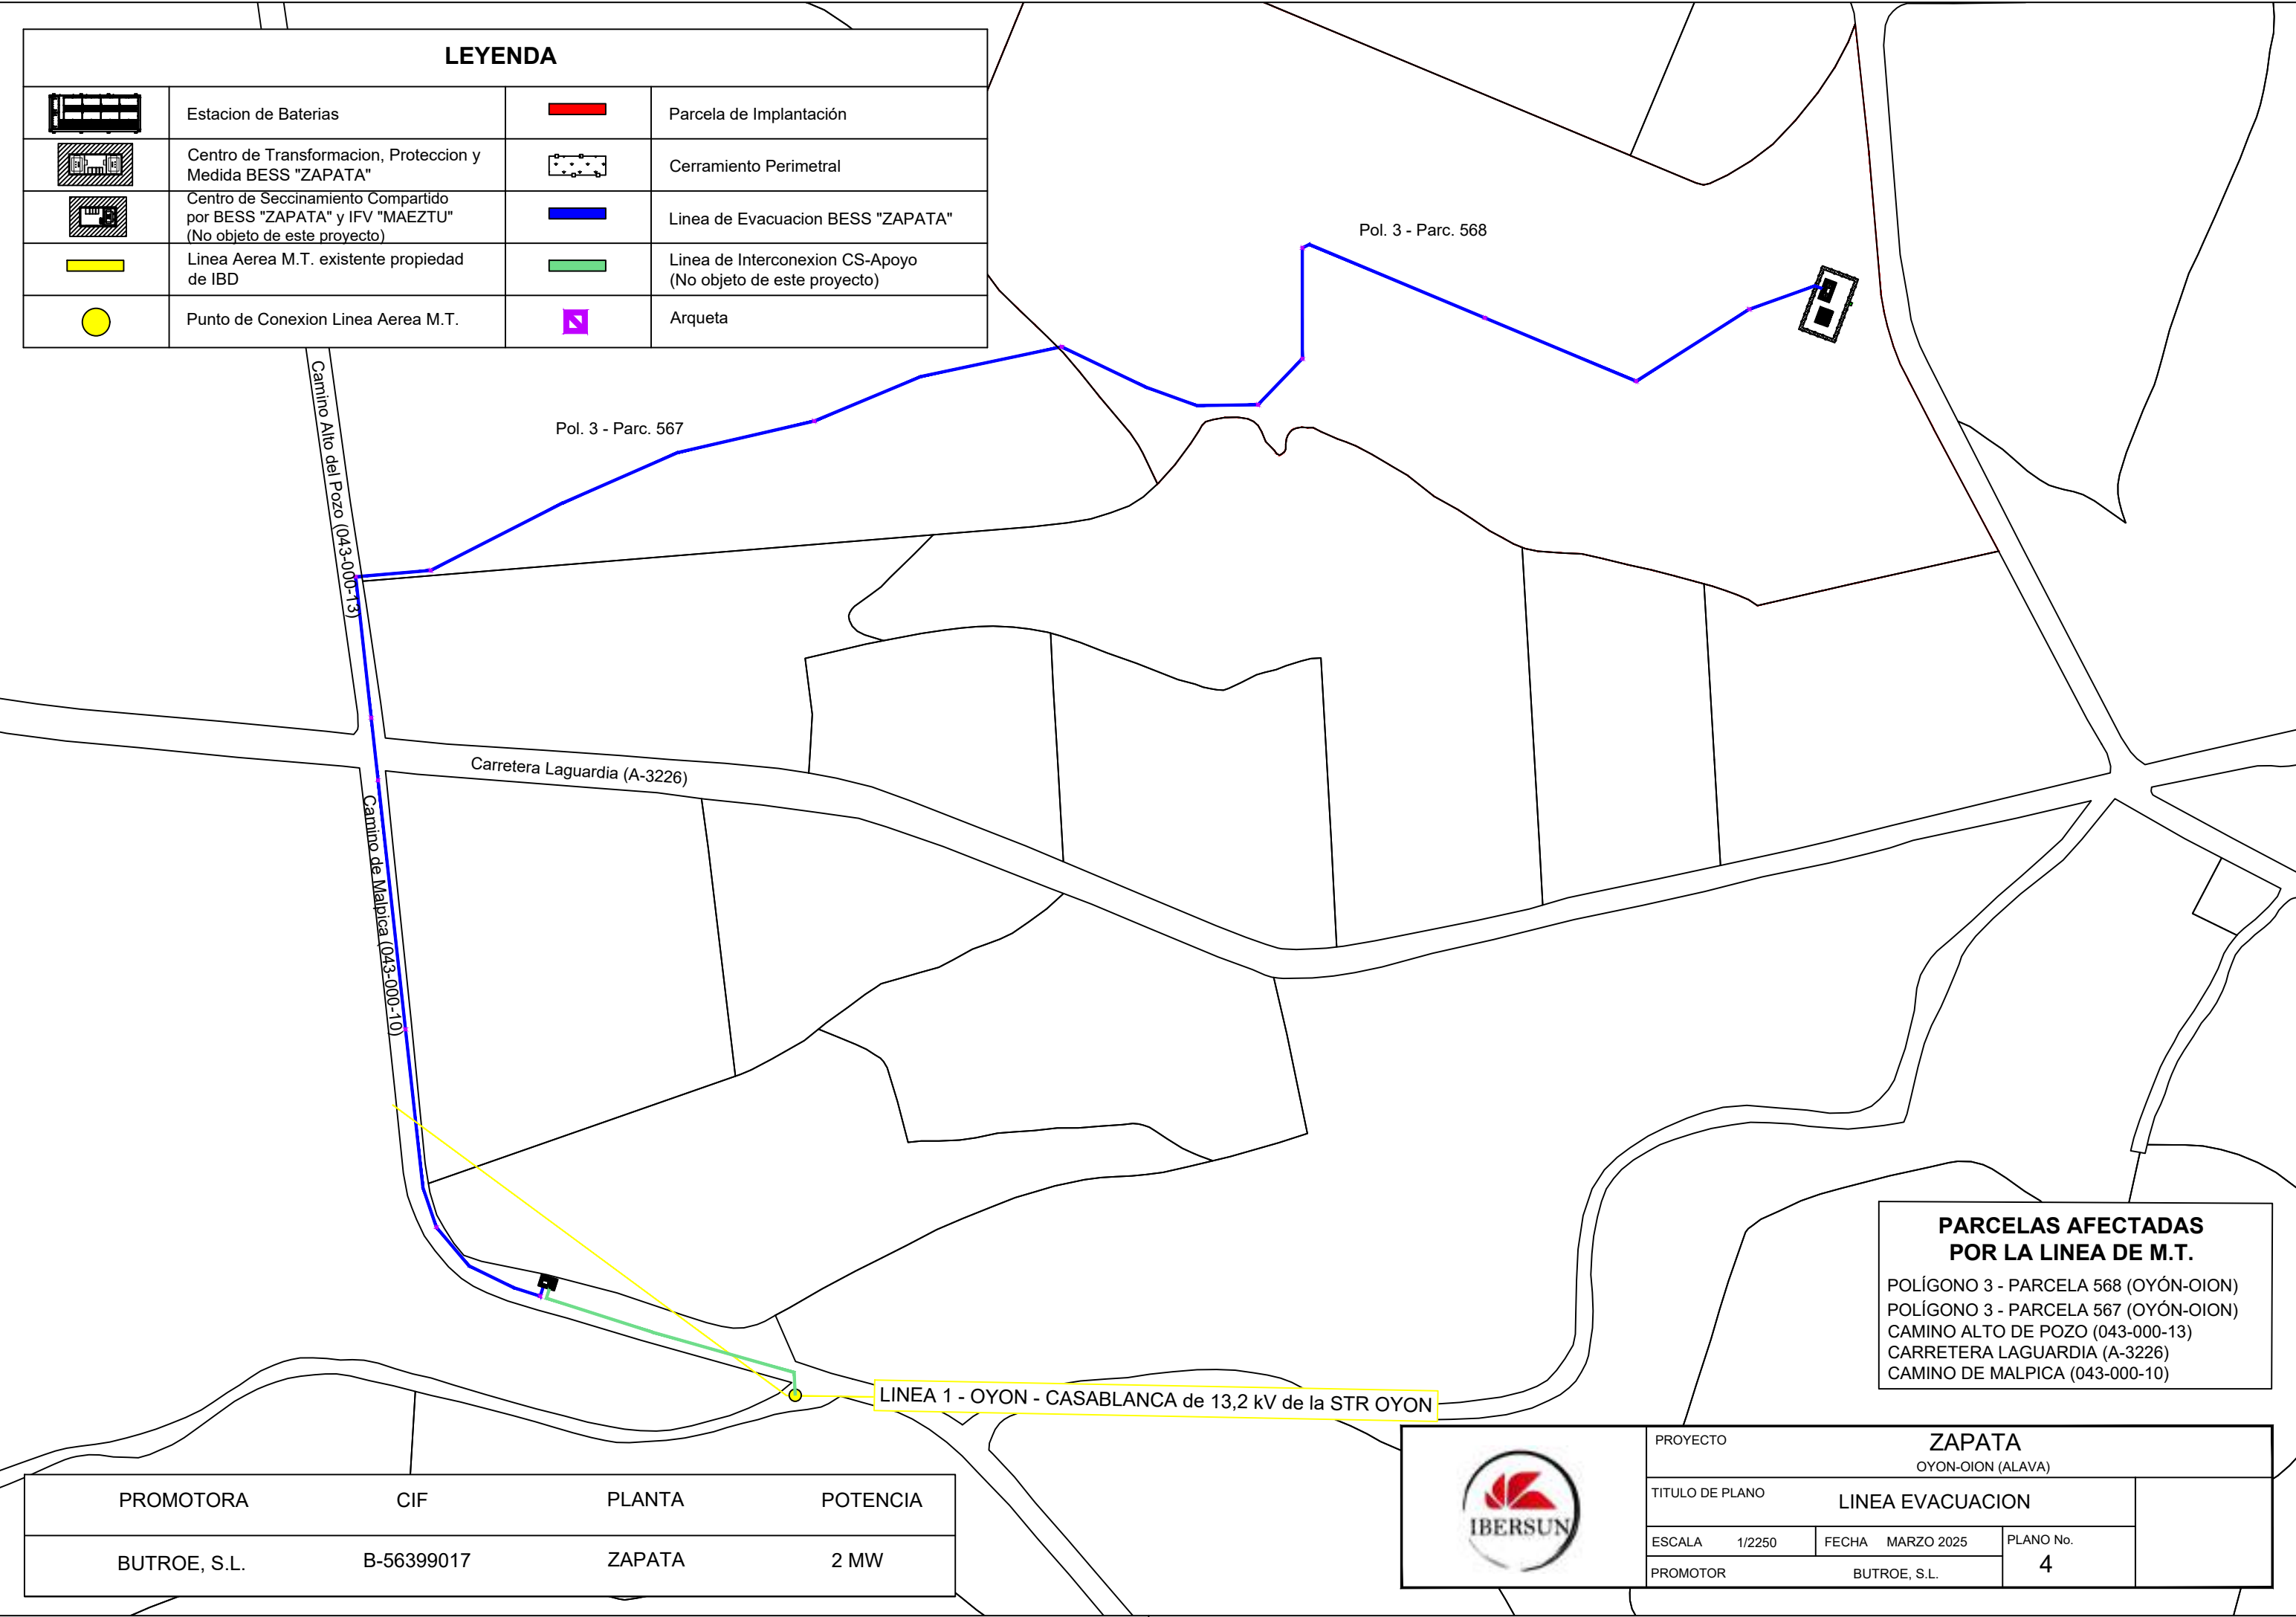 LEYENDA
Estacion de Baterias
Parcela de Implantación
Centro de Transformacion, Proteccion y
Medida BESS "ZAPATA"
Cerramiento Perimetral
Centro de Seccinamiento Compartido
por BESS "ZAPATA" y IFV "MAEZTU"
(No objeto de este proyecto)
Linea de Evacuacion BESS "ZAPATA"
Linea Aerea M.T. existente propiedad
de IBD
Linea de Interconexion CS-Apoyo
(No objeto de este proyecto)
Punto de Conexion Linea Aerea M.T.
Arqueta
Pol. 3 - Parc. 568
Pol. 3 - Parc. 567
Camino Alto del Pozo (043-000-13)
Carretera Laguardia (A-3226)
Camino de Malpica (043-000-10)
LINEA 1 - OYON - CASABLANCA de 13,2 kV de la STR OYON
PARCELAS AFECTADAS
POR LA LINEA DE M.T.
POLÍGONO 3 - PARCELA 568 (OYÓN-OION)
POLÍGONO 3 - PARCELA 567 (OYÓN-OION)
CAMINO ALTO DE POZO (043-000-13)
CARRETERA LAGUARDIA (A-3226)
CAMINO DE MALPICA (043-000-10)
PROMOTORA CIF PLANTA POTENCIA
BUTROE, S.L. B-56399017 ZAPATA 2 MW
IBERSUN
PROYECTO ZAPATA
OYON-OION (ALAVA)
TITULO DE PLANO LINEA EVACUACION
ESCALA 1/2250 FECHA MARZO 2025 PLANO No.
4
PROMOTOR BUTROE, S.L.